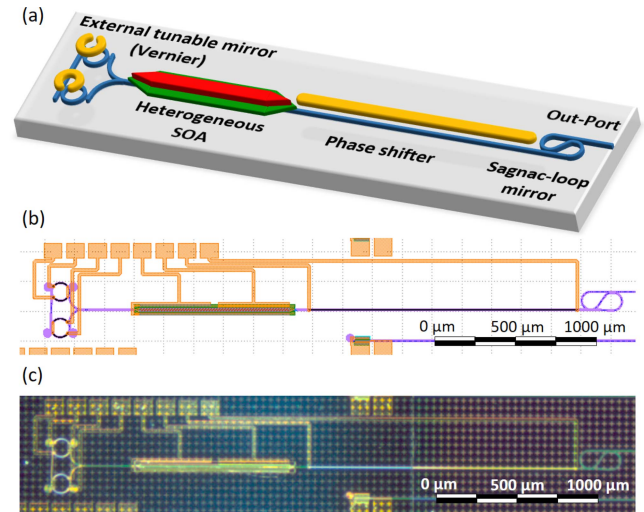 (a)
External tunable mirror
(Vernier)
Heterogeneous
SOA
Phase shifter
Out-Port
Sagnac-loop
mirror
(b)
0 μm 500 μm 1000 μm
(c)
0 μm 500 μm 1000 μm